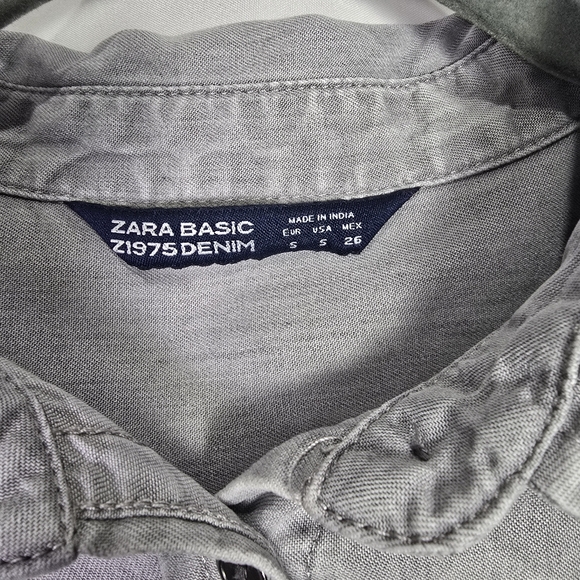 ZARA BASIC
Z1975 DENIM
MADE IN INDIA
EUR USA MEX
S S 26